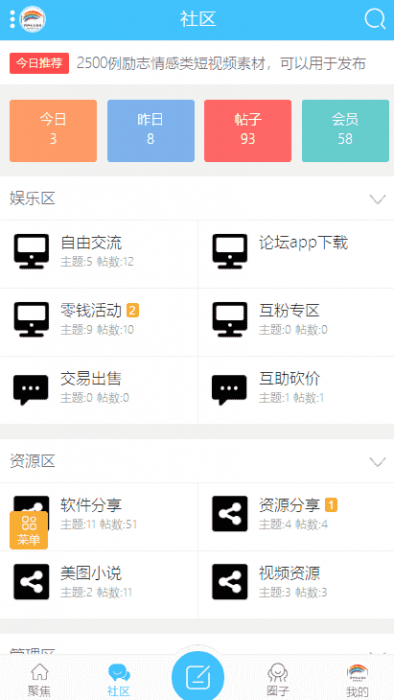 社区
今日推荐 2500例励志情感类短视频素材，可以用于发布
今日 昨日 帖子 会员
3 8 93 58
娱乐区
自由交流 论坛app下载
主题:5 帖数:12
零钱活动 2 互粉专区
主题:9 帖数:10 主题:0 帖数:0
交易出售 互助砍价
主题:0 帖数:0 主题:1 帖数:1
资源区
软件分享 资源分享 1
主题:11 帖数:51 主题:4 帖数:4
菜单
美图小说 视频资源
主题:2 帖数:11 主题:3 帖数:3
管理区
聚焦 社区 圈子 我的